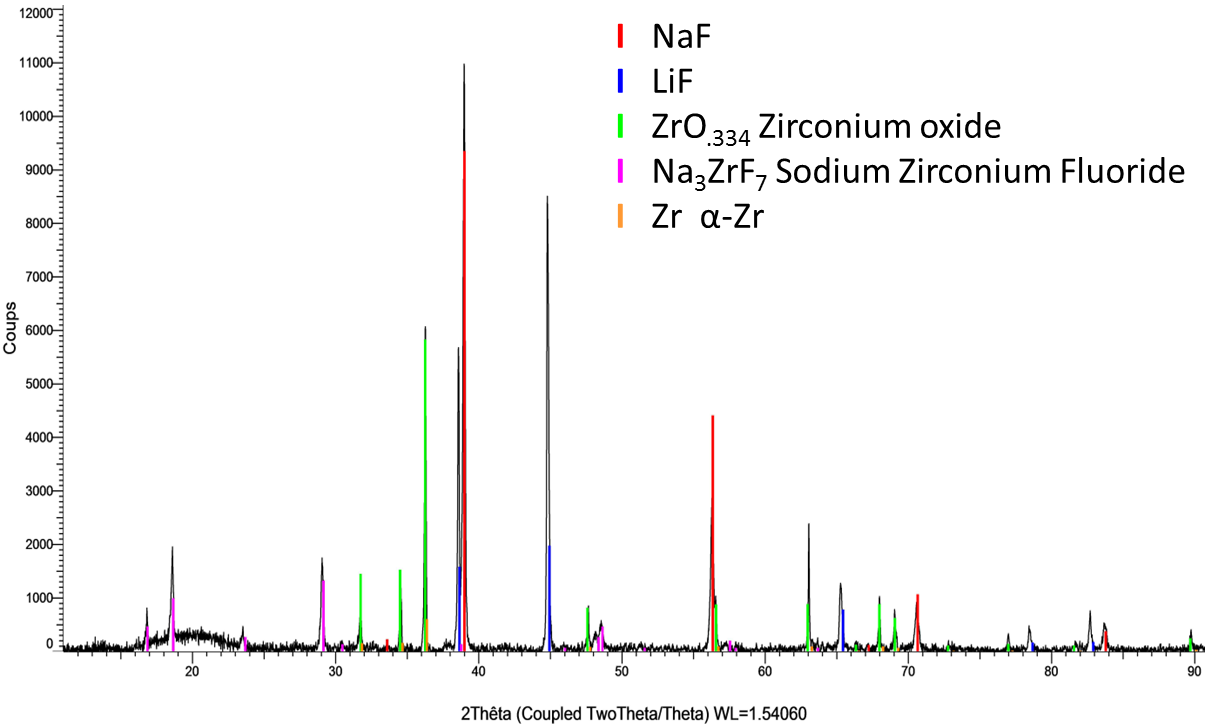 12000
11000
10000
9000
8000
7000
6000
5000
4000
3000
2000
1000
0
Coups
NaF
LiF
ZrO.334 Zirconium oxide
Na3ZrF7 Sodium Zirconium Fluoride
Zr α-Zr
20 30 40 50 60 70 80 90
2Thêta (Coupled TwoTheta/Theta) WL=1.54060